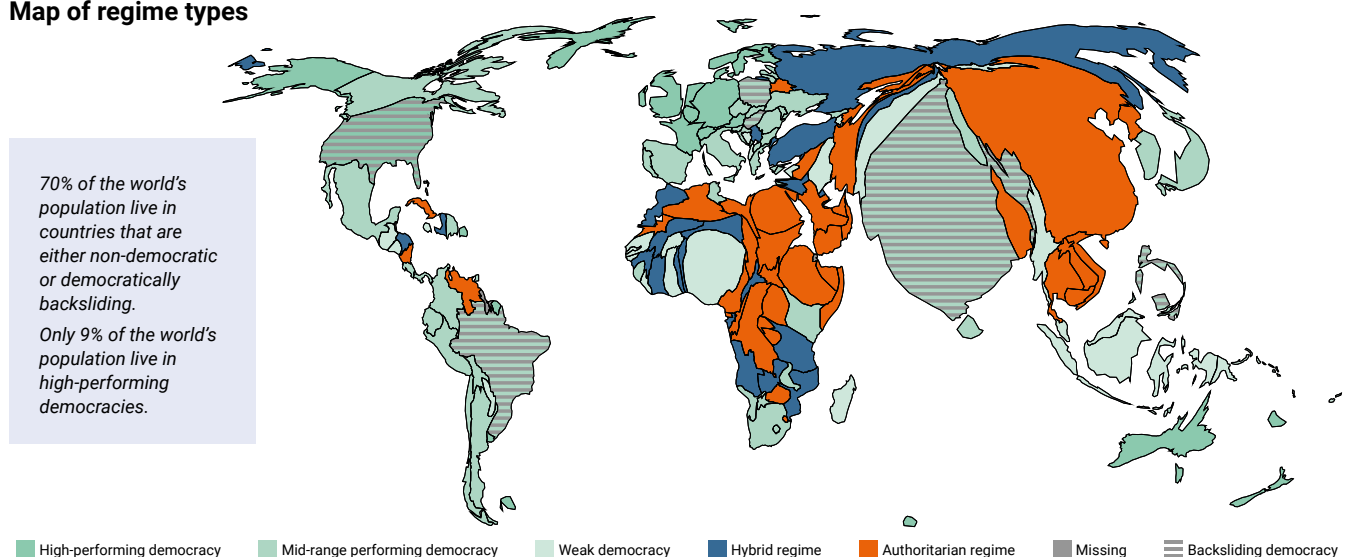 Map of regime types
70% of the world's
population live in
countries that are
either non-democratic
or democratically
backsliding.
Only 9% of the world's
population live in
high-performing
democracies.
High-performing democracy
Mid-range performing democracy
Weak democracy
Hybrid regime
Authoritarian regime
Missing
Backsliding democracy